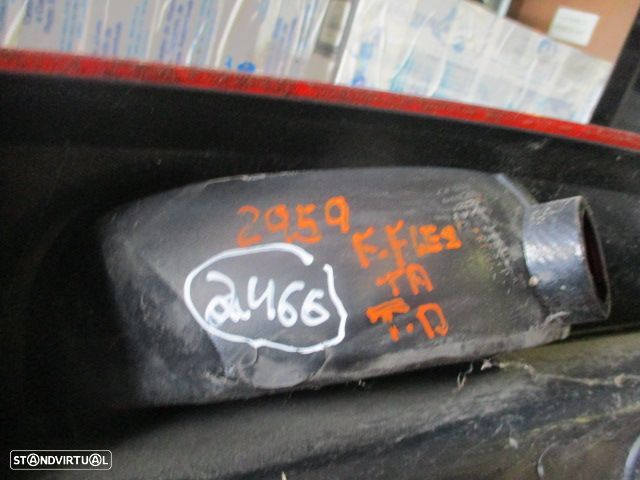 2959
F.FIES
TA
T.D
2466
STANDVIRTUAL